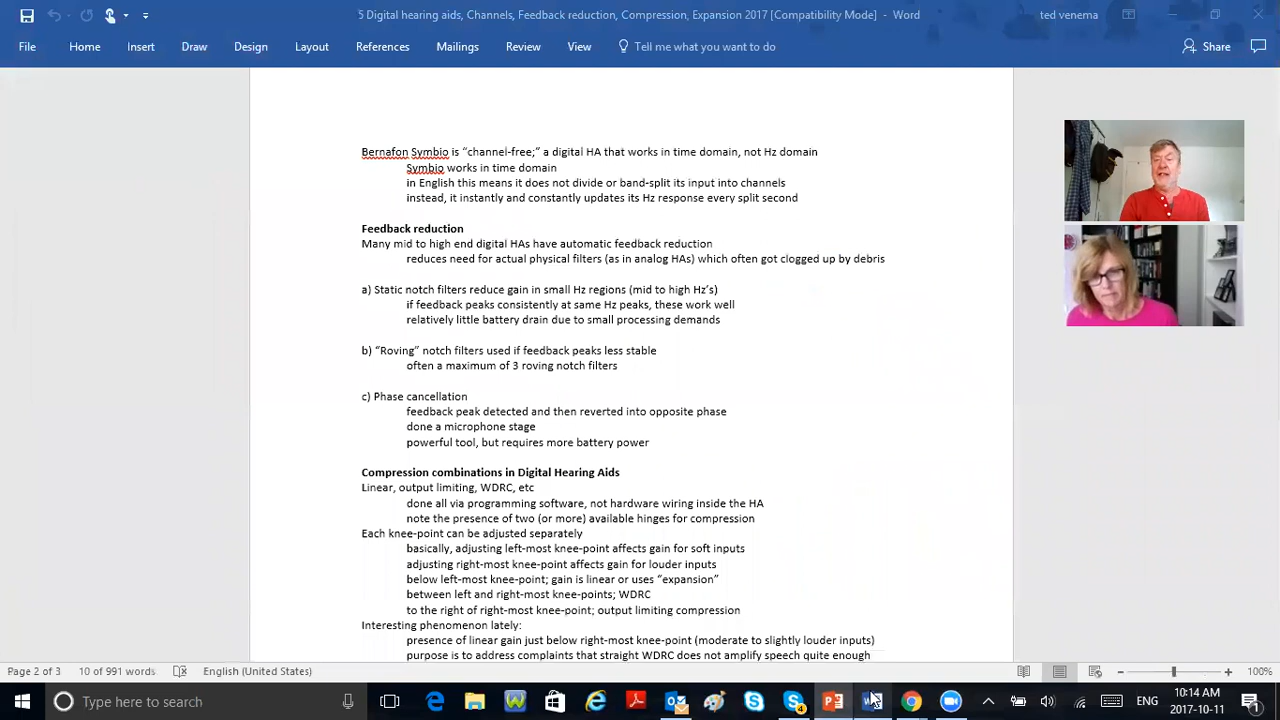 5 Digital hearing aids, Channels, Feedback reduction, Compression, Expansion 2017 [Compatibility Mode] - Word
ted venema
File Home Insert Draw Design Layout References Mailings Review View Tell me what you want to do Share
Bernafon Symbio is “channel-free;” a digital HA that works in time domain, not Hz domain
Symbio works in time domain
in English this means it does not divide or band-split its input into channels
instead, it instantly and constantly updates its Hz response every split second
Feedback reduction
Many mid to high end digital HAs have automatic feedback reduction
reduces need for actual physical filters (as in analog HAs) which often got clogged up by debris
a) Static notch filters reduce gain in small Hz regions (mid to high Hz’s)
if feedback peaks consistently at same Hz peaks, these work well
relatively little battery drain due to small processing demands
b) “Roving” notch filters used if feedback peaks less stable
often a maximum of 3 roving notch filters
c) Phase cancellation
feedback peak detected and then reverted into opposite phase
done a microphone stage
powerful tool, but requires more battery power
Compression combinations in Digital Hearing Aids
Linear, output limiting, WDRC, etc
done all via programming software, not hardware wiring inside the HA
note the presence of two (or more) available hinges for compression
Each knee-point can be adjusted separately
basically, adjusting left-most knee-point affects gain for soft inputs
adjusting right-most knee-point affects gain for louder inputs
below left-most knee-point; gain is linear or uses “expansion”
between left and right-most knee-points; WDRC
to the right of right-most knee-point; output limiting compression
Interesting phenomenon lately:
presence of linear gain just below right-most knee-point (moderate to slightly louder inputs)
purpose is to address complaints that straight WDRC does not amplify speech quite enough
Page 2 of 3 10 of 991 words English (United States) 100%
Type here to search
ENG
10:14 AM
2017-10-11